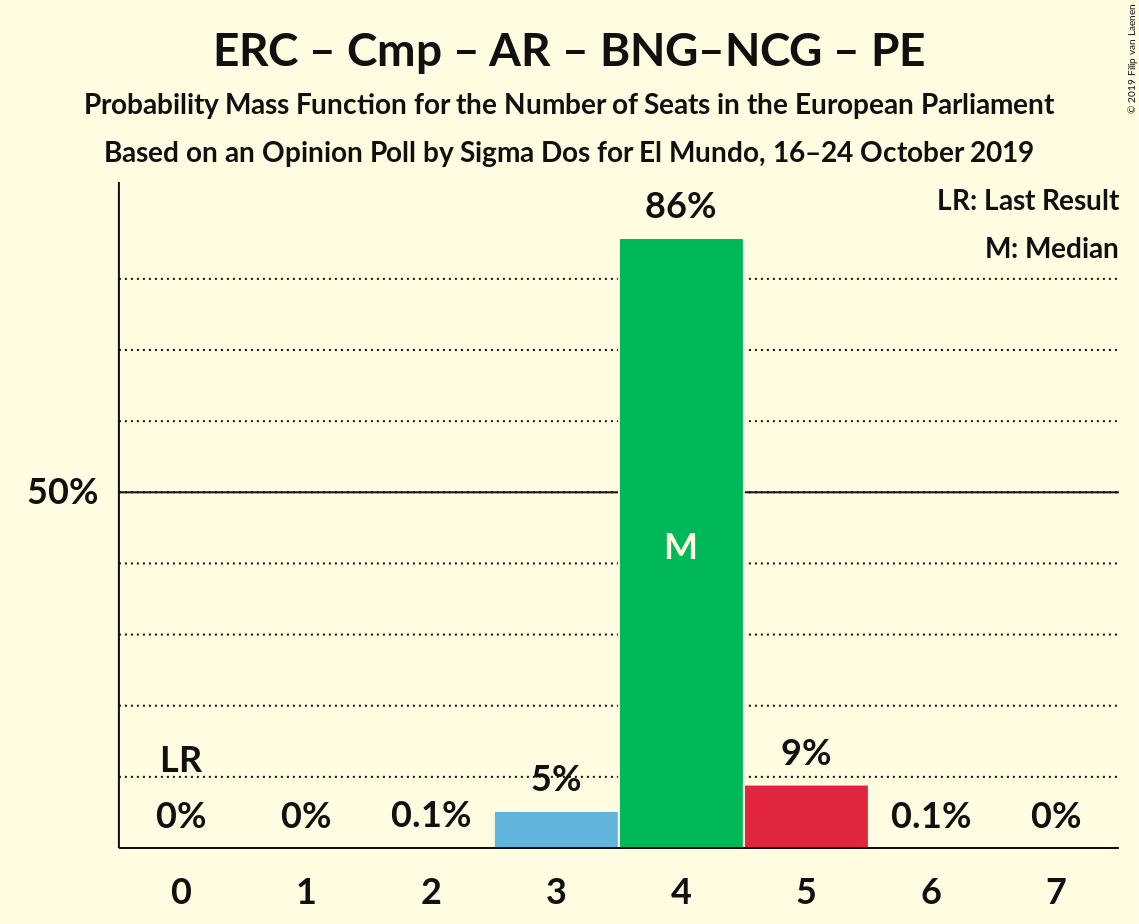 ERC – Cmp – AR – BNG–NCG – PE
Probability Mass Function for the Number of Seats in the European Parliament
Based on an Opinion Poll by Sigma Dos for El Mundo, 16–24 October 2019
© 2019 Filip van Laenen
LR: Last Result
M: Median
86%
50%
M
LR
0%
0%
0.1%
5%
9%
0.1%
0%
0 1 2 3 4 5 6 7